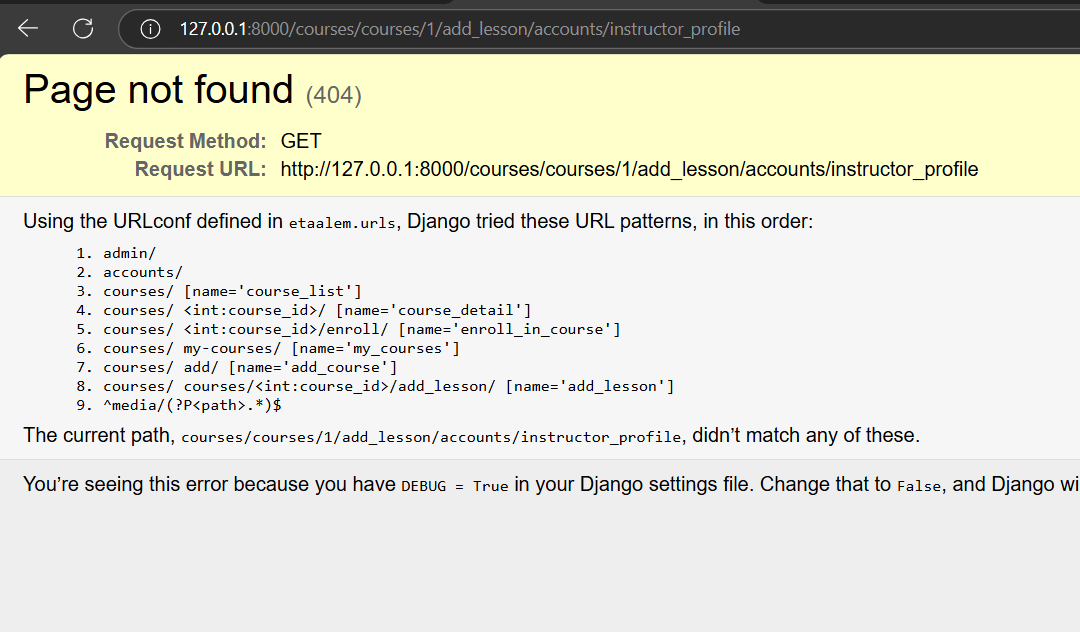 127.0.0.1:8000/courses/courses/1/add_lesson/accounts/instructor_profile
Page not found (404)
Request Method: GET
Request URL: http://127.0.0.1:8000/courses/courses/1/add_lesson/accounts/instructor_profile
Using the URLconf defined in etaalem.urls, Django tried these URL patterns, in this order:
1. admin/
2. accounts/
3. courses/ [name='course_list']
4. courses/ <int:course_id>/ [name='course_detail']
5. courses/ <int:course_id>/enroll/ [name='enroll_in_course']
6. courses/ my-courses/ [name='my_courses']
7. courses/ add/ [name='add_course']
8. courses/ courses/<int:course_id>/add_lesson/ [name='add_lesson']
9. ^media/(?P<path>.*)$
The current path, courses/courses/1/add_lesson/accounts/instructor_profile, didn’t match any of these.
You’re seeing this error because you have DEBUG = True in your Django settings file. Change that to False, and Django wi